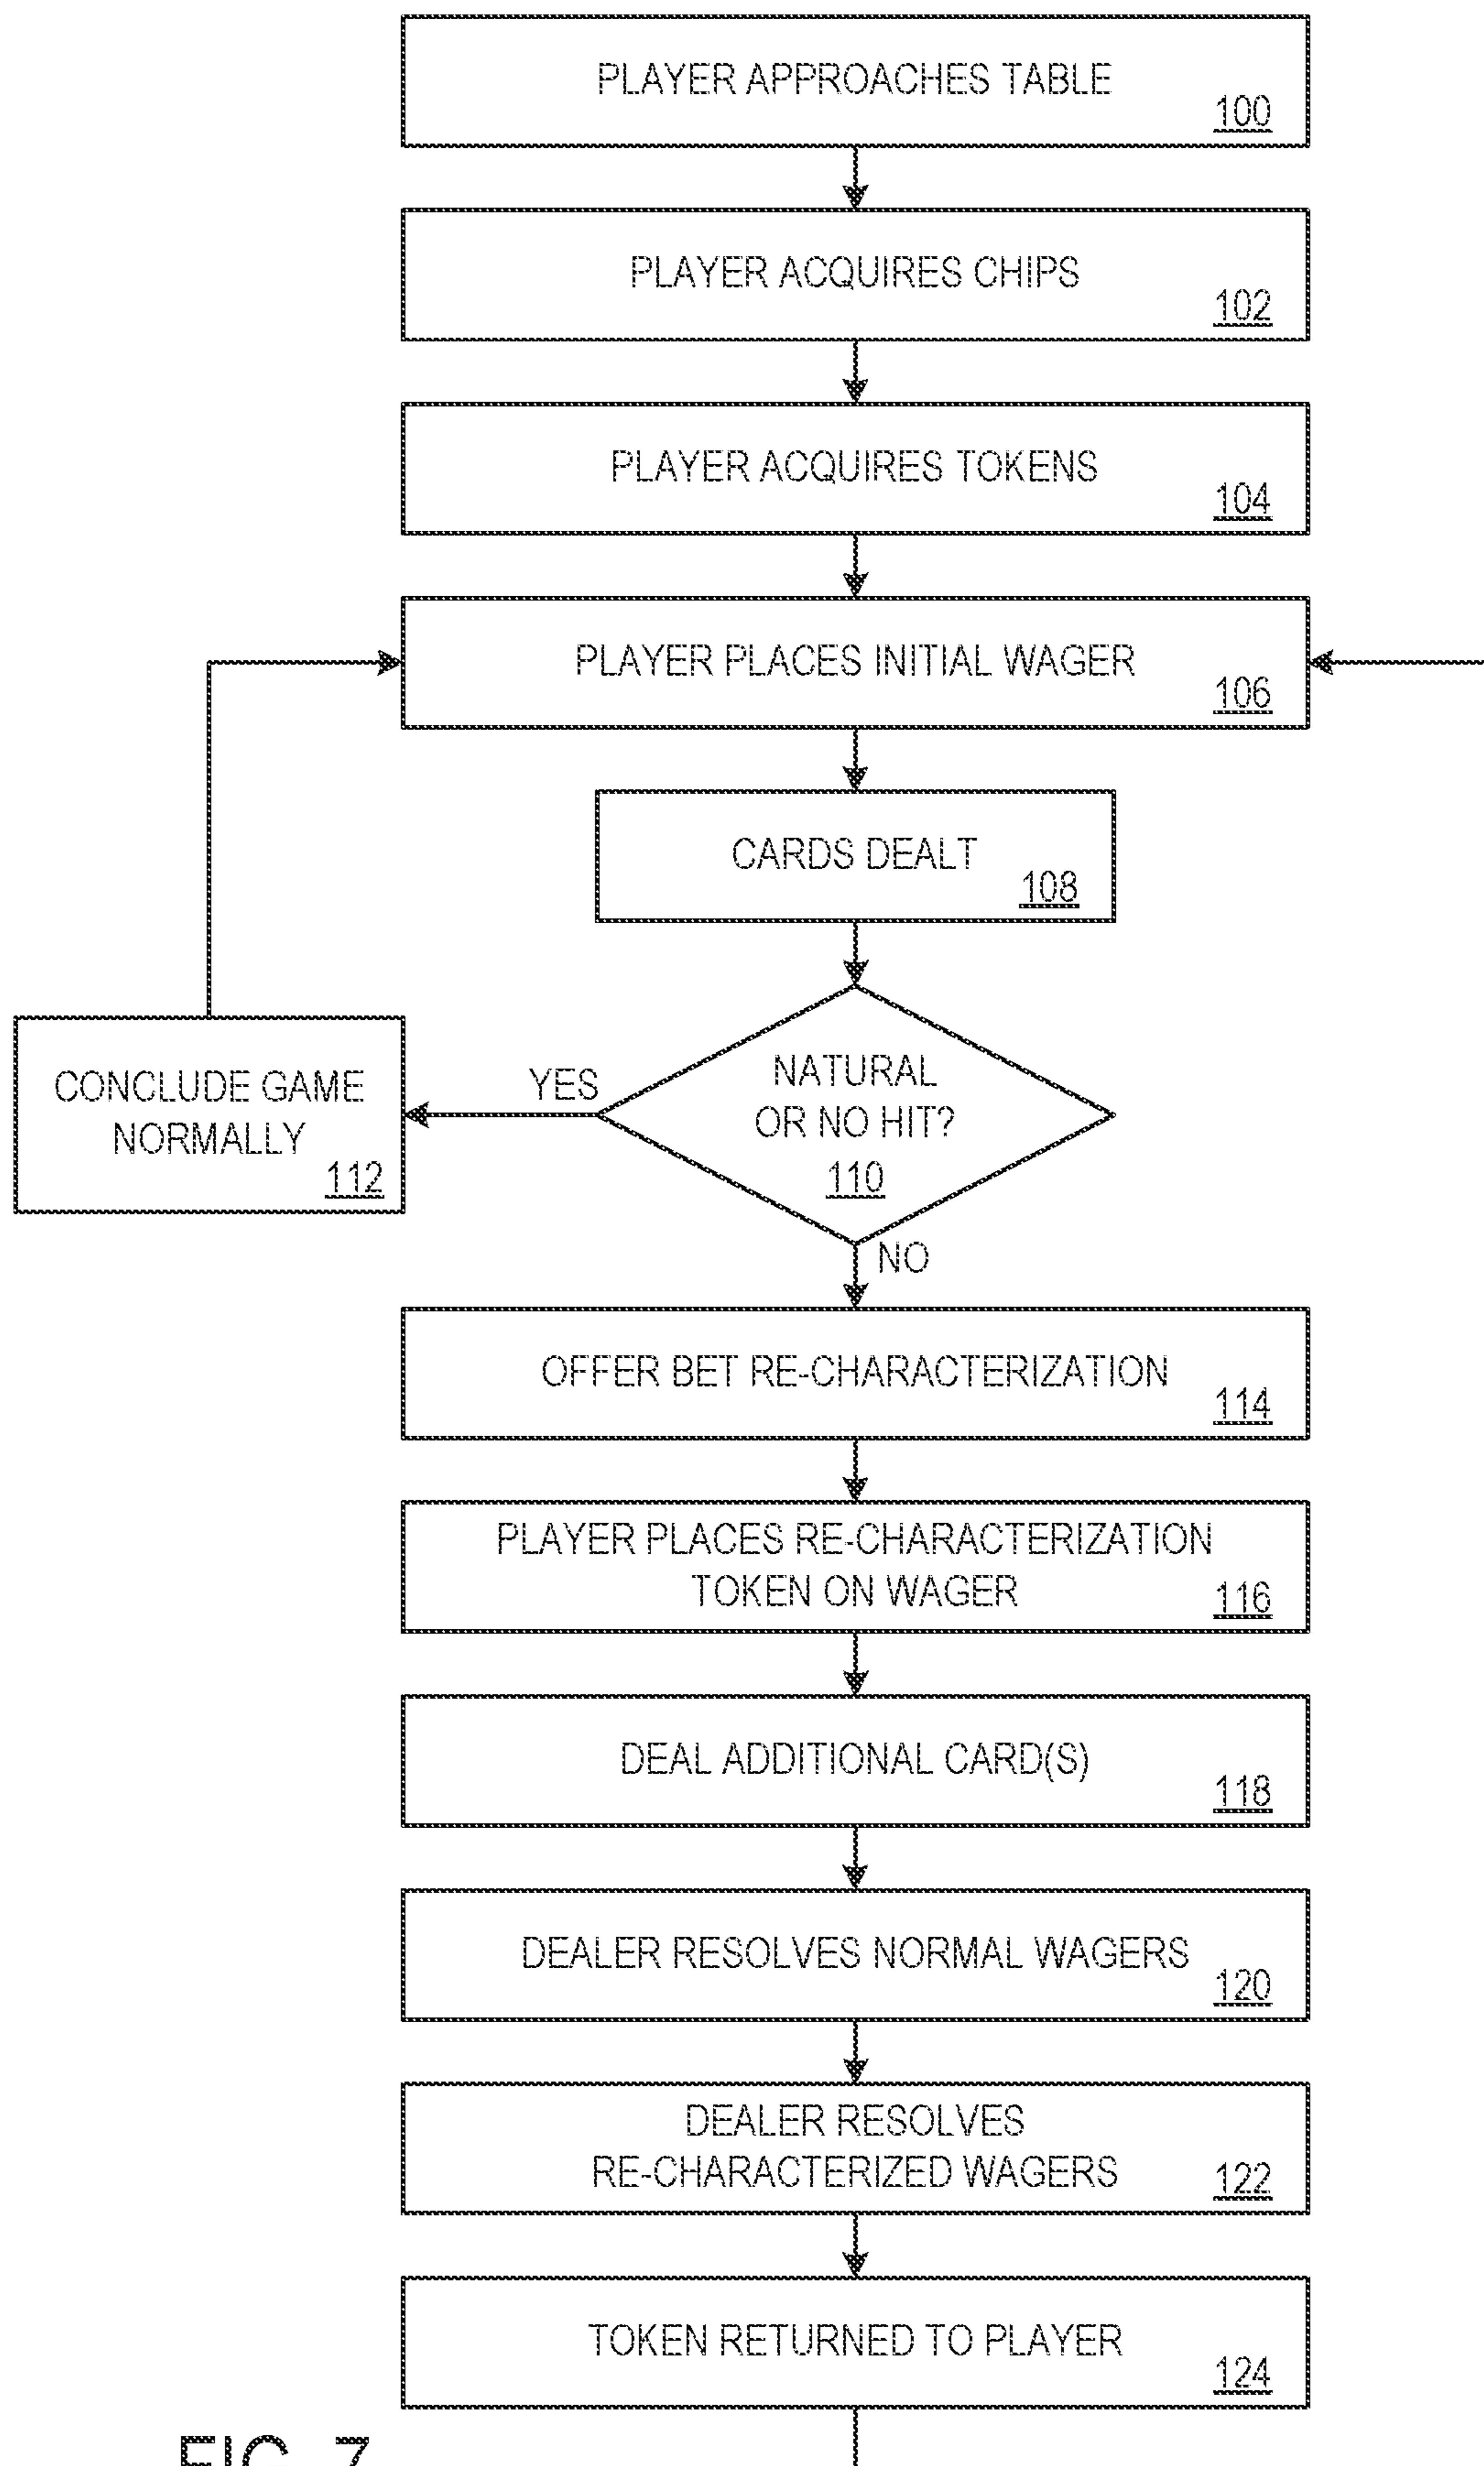 PLAYER APPROACHES TABLE
100
PLAYER ACQUIRES CHIPS
102
PLAYER ACQUIRES TOKENS
104
PLAYER PLACES INITIAL WAGER
106
CARDS DEALT
108
NATURAL
OR NO HIT?
110
YES
CONCLUDE GAME
NORMALLY
112
NO
OFFER BET RE-CHARACTERIZATION
114
PLAYER PLACES RE-CHARACTERIZATION
TOKEN ON WAGER
116
DEAL ADDITIONAL CARD(S)
118
DEALER RESOLVES NORMAL WAGERS
120
DEALER RESOLVES
RE-CHARACTERIZED WAGERS
122
TOKEN RETURNED TO PLAYER
124
FIG. 7